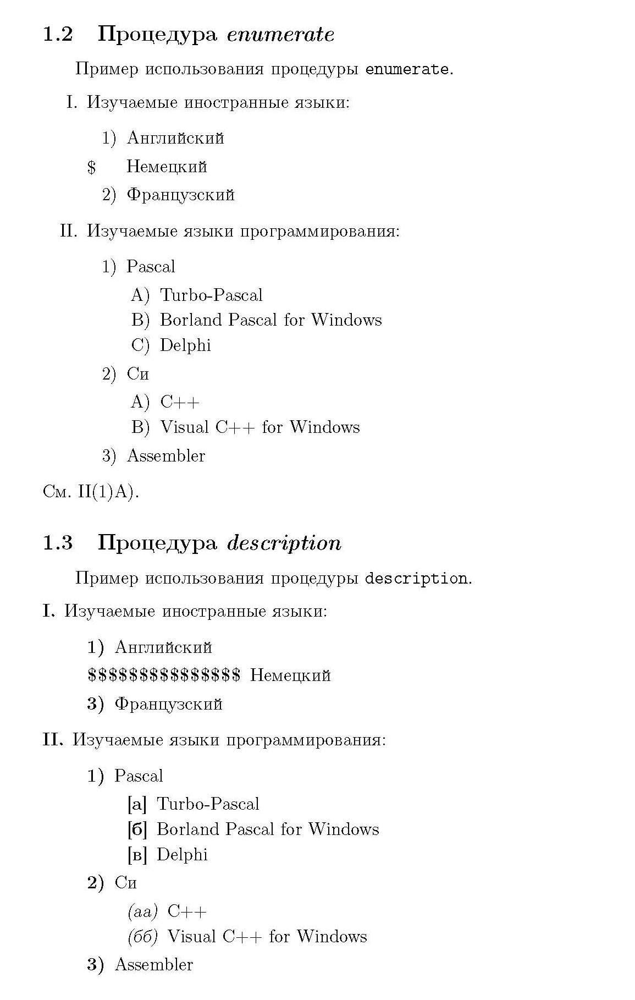 1.2 Процедура enumerate
Пример использования процедуры enumerate.
I. Изучаемые иностранные языки:
1) Английский
$ Немецкий
2) Французский
II. Изучаемые языки программирования:
1) Pascal
A) Turbo-Pascal
B) Borland Pascal for Windows
C) Delphi
2) Си
A) C++
B) Visual C++ for Windows
3) Assembler
См. II(1)A).
1.3 Процедура description
Пример использования процедуры description.
I. Изучаемые иностранные языки:
1) Английский
$$$$$$$$$$$$$$$ Немецкий
3) Французский
II. Изучаемые языки программирования:
1) Pascal
[а] Turbo-Pascal
[б] Borland Pascal for Windows
[в] Delphi
2) Си
(аа) C++
(бб) Visual C++ for Windows
3) Assembler